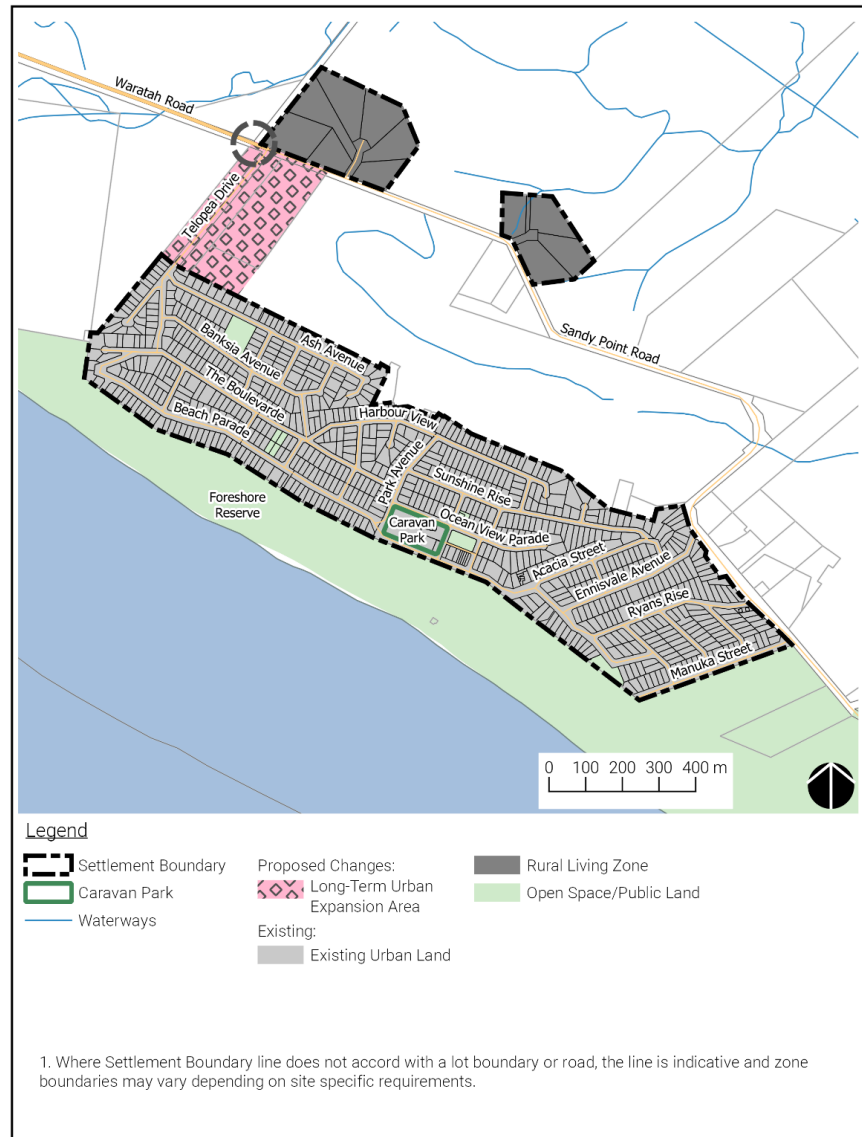 Waratah Road
Telopea Drive
Sandy Point Road
Ash Avenue
Banksia Avenue
The Boulevarde
Beach Parade
Harbour View
Park Avenue
Sunshine Rise
Foreshore
Reserve
Caravan
Park
Ocean View Parade
Acacia Street
Ennisvale Avenue
Ryans Rise
Manuka Street
0 100 200 300 400 m
Legend
Settlement Boundary
Caravan Park
Waterways
Proposed Changes:
Long-Term Urban
Expansion Area
Existing:
Existing Urban Land
Rural Living Zone
Open Space/Public Land
1. Where Settlement Boundary line does not accord with a lot boundary or road, the line is indicative and zone
boundaries may vary depending on site specific requirements.